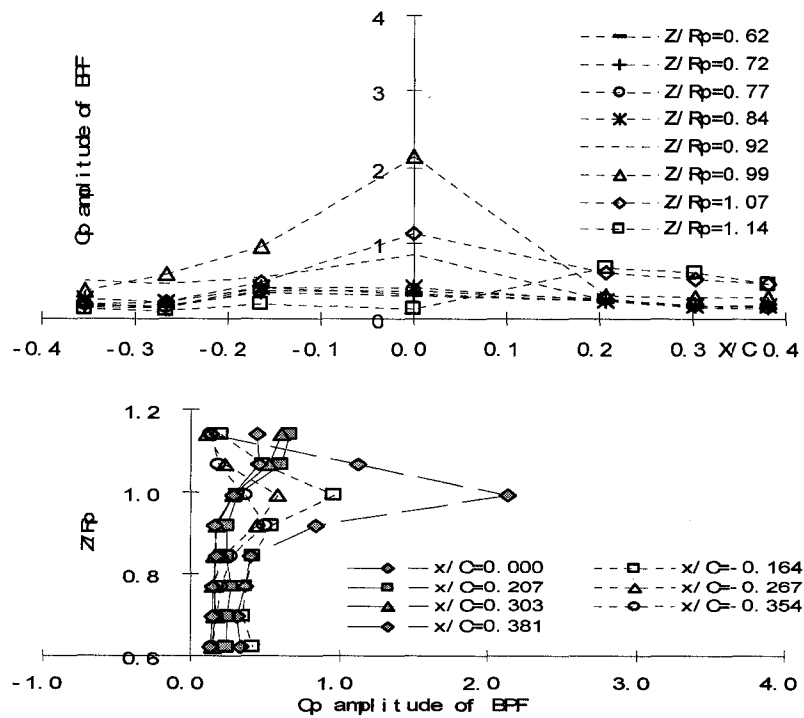 Cp amplitude of BPF
4
3
2
1
0
-0.4
-0.3
-0.2
-0.1
0.0
0.1
0.2
0.3
X/C
0.4
Z/Rp=0.62
Z/Rp=0.72
Z/Rp=0.77
Z/Rp=0.84
Z/Rp=0.92
Z/Rp=0.99
Z/Rp=1.07
Z/Rp=1.14
Z/Rp
1.2
1.0
0.8
0.6
-1.0
0.0
1.0
2.0
3.0
4.0
x/C=0.000
x/C=0.207
x/C=0.303
x/C=0.381
x/C=-0.164
x/C=-0.267
x/C=-0.354
Cp amplitude of BPF